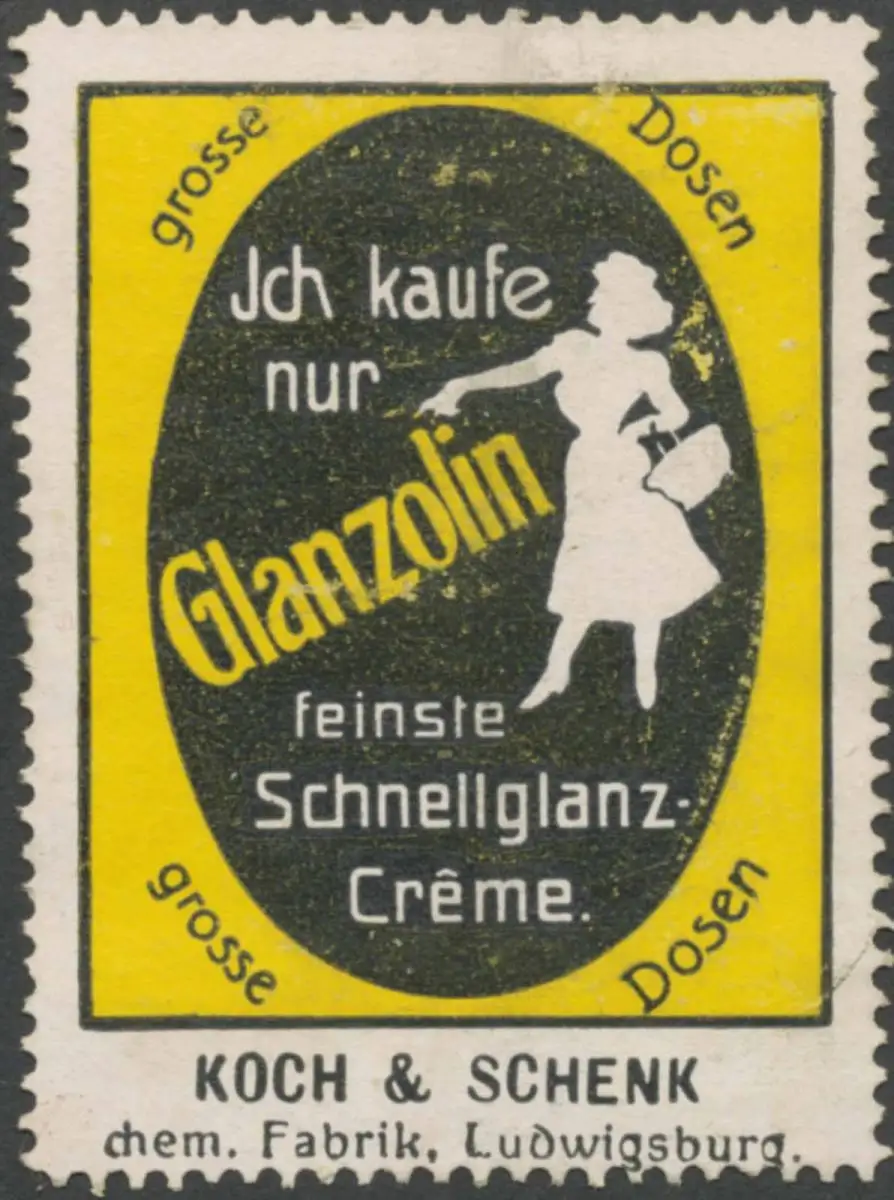 grosse Dosen
Jch kaufe
nur
Glanzolin
feinste
Schnellglanz-
Crême.
grosse Dosen
KOCH & SCHENK
chem. Fabrik, Ludwigsburg.